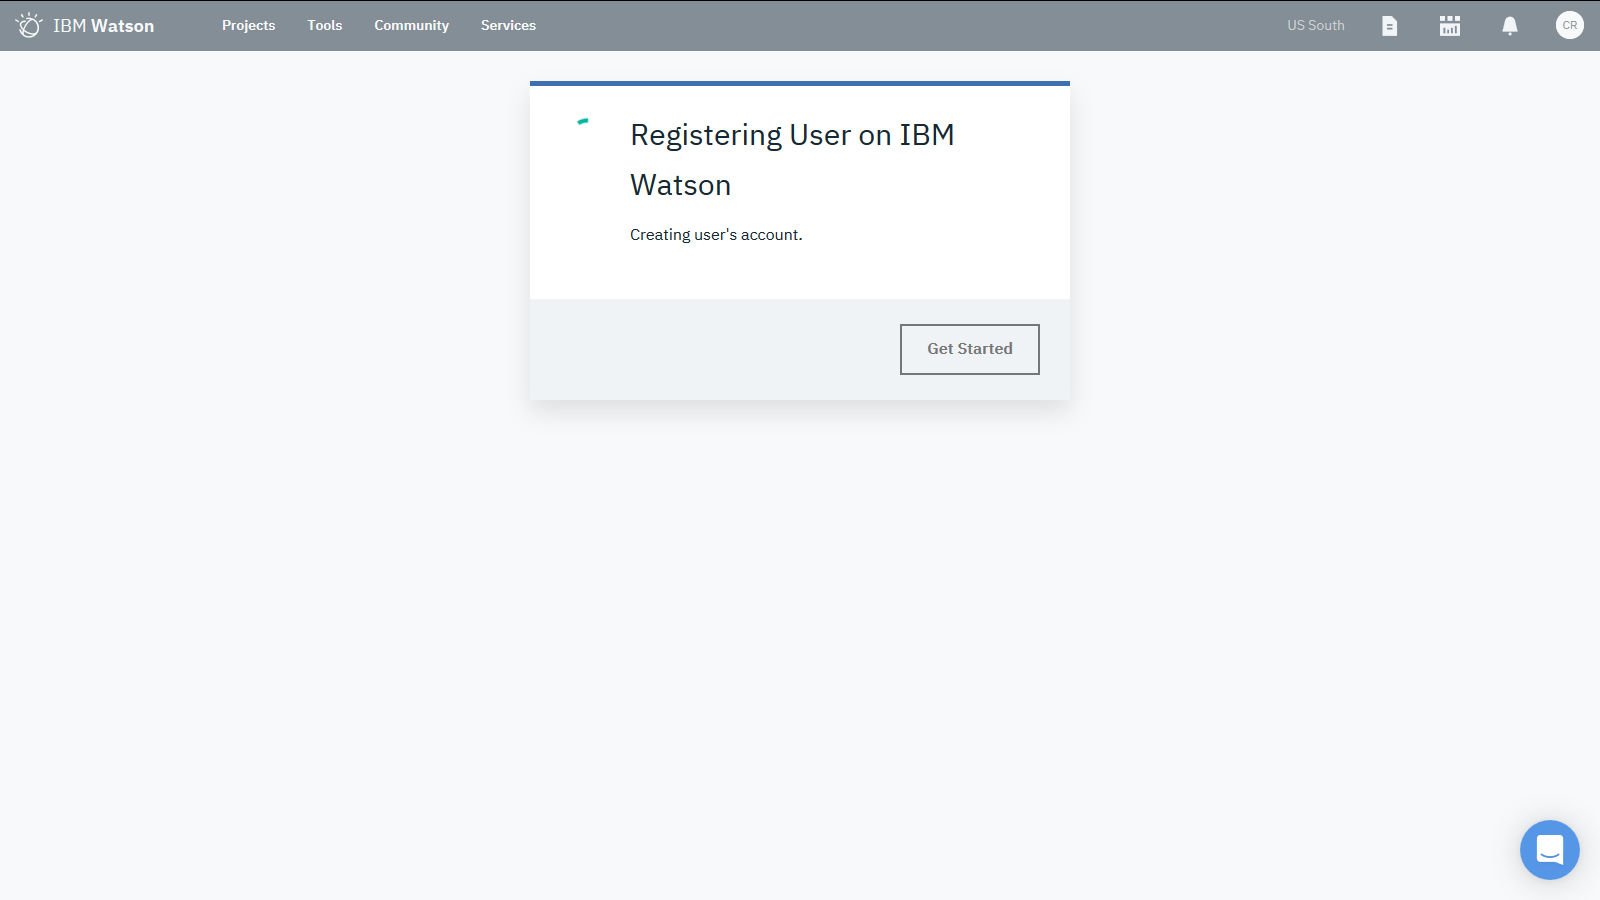 IBM Watson
Projects
Tools
Community
Services
US South
CR
Registering User on IBM
Watson
Creating user's account.
Get Started